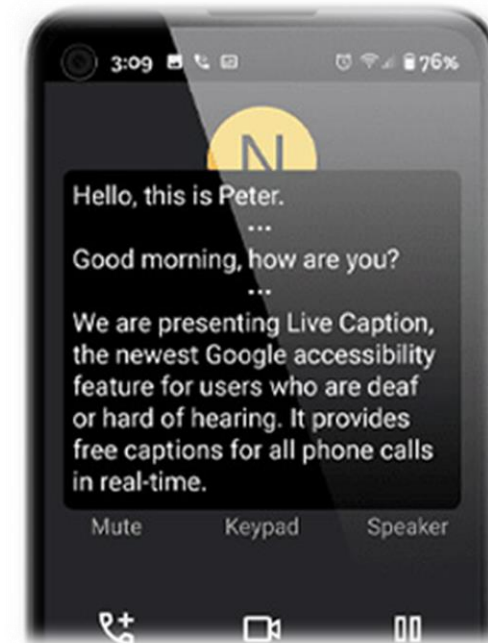 3:09
76%
N
Hello, this is Peter.
...
Good morning, how are you?
...
We are presenting Live Caption,
the newest Google accessibility
feature for users who are deaf
or hard of hearing. It provides
free captions for all phone calls
in real-time.
Mute Keypad Speaker